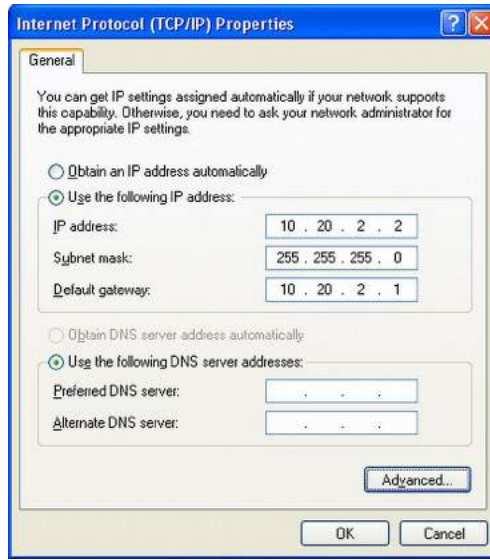 Internet Protocol (TCP/IP) Properties
General
You can get IP settings assigned automatically if your network supports
this capability. Otherwise, you need to ask your network administrator for
the appropriate IP settings.
Obtain an IP address automatically
Use the following IP address:
IP address: 10 . 20 . 2 . 2
Subnet mask: 255 . 255 . 255 . 0
Default gateway: 10 . 20 . 2 . 1
Obtain DNS server address automatically
Use the following DNS server addresses:
Preferred DNS server: . . .
Alternate DNS server: . . .
Advanced...
OK Cancel